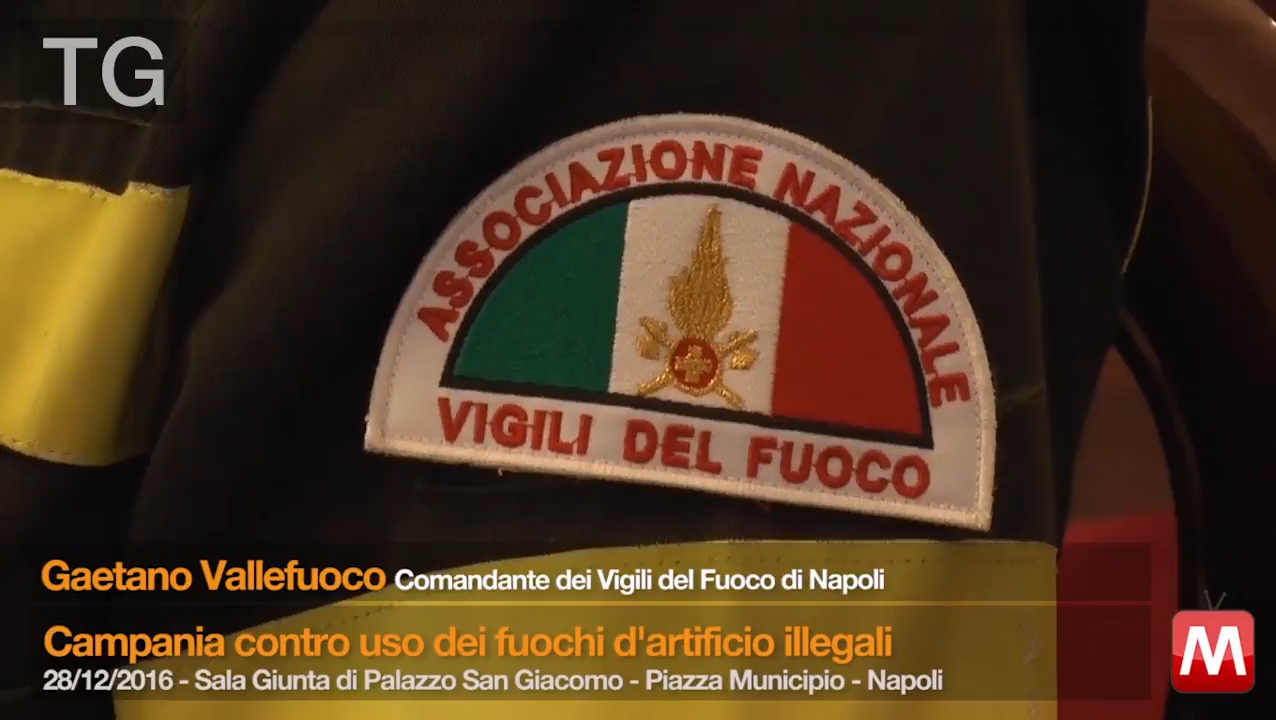 TG
ASSOCIAZIONE NAZIONALE
VIGILI DEL FUOCO
Gaetano Vallefuoco Comandante dei Vigili del Fuoco di Napoli
Campania contro uso dei fuochi d'artificio illegali
28/12/2016 - Sala Giunta di Palazzo San Giacomo - Piazza Municipio - Napoli
M